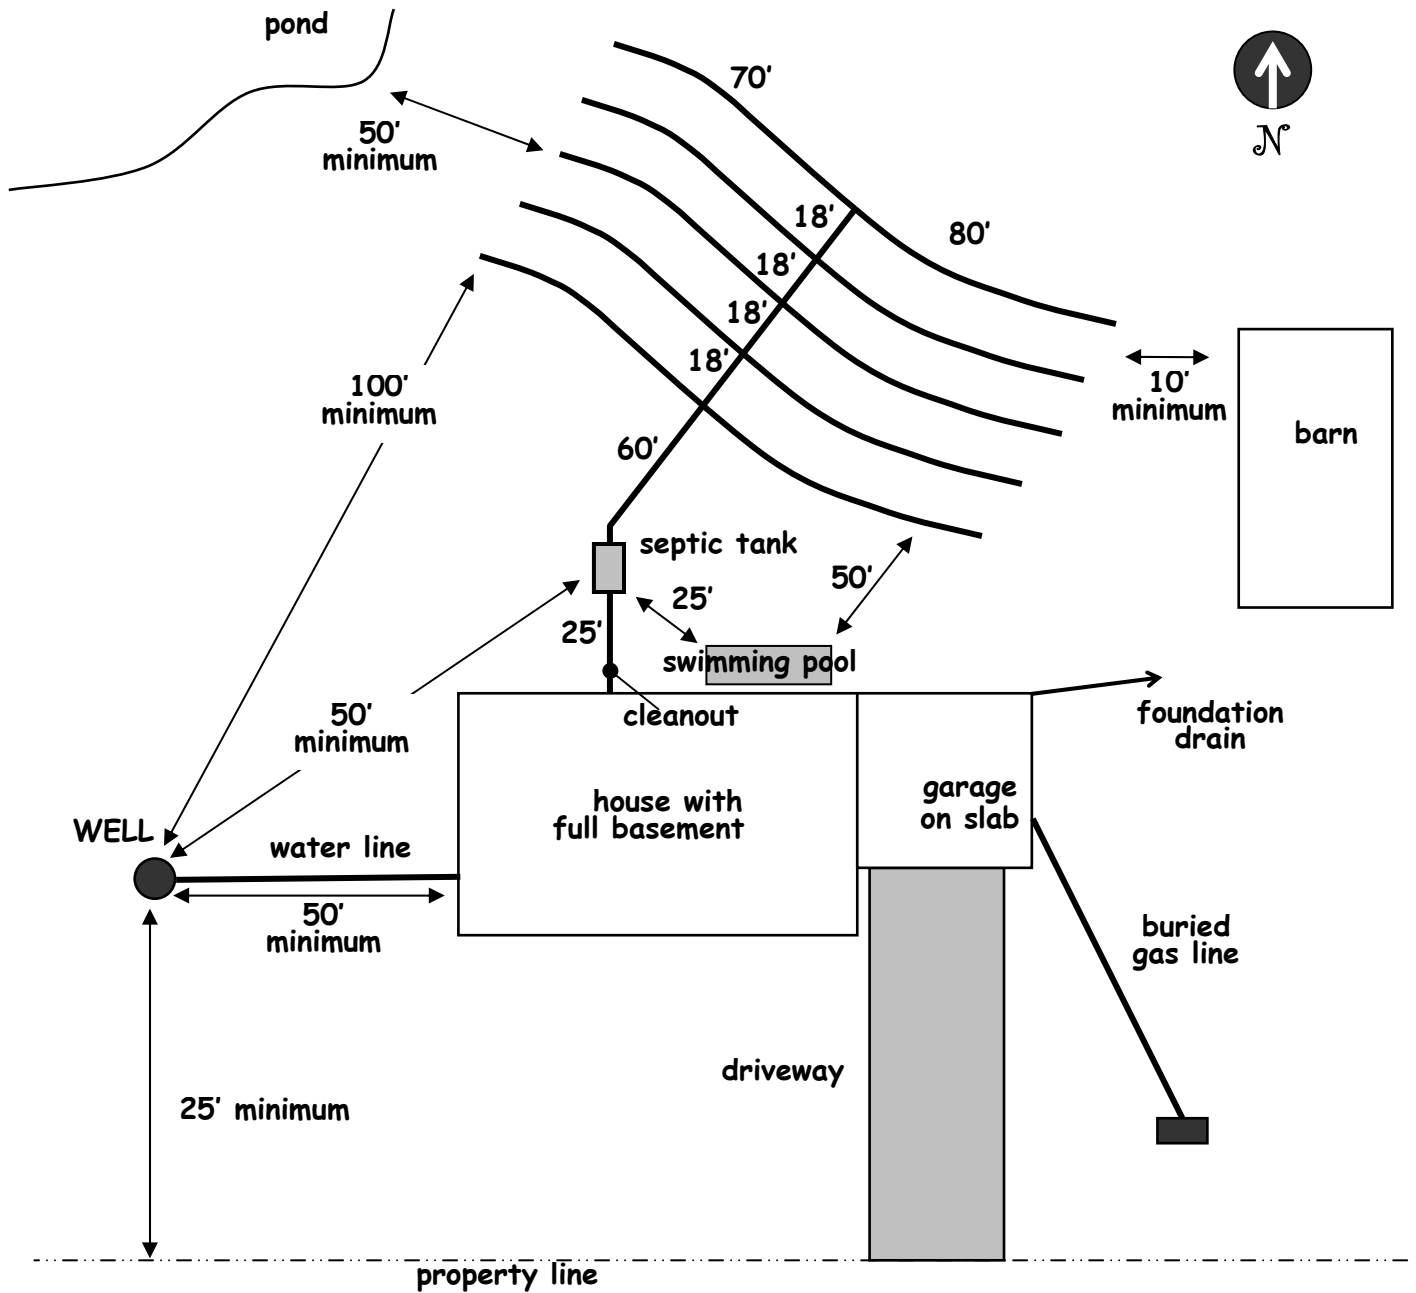 pond
70'
N
50'
minimum
18'
80'
18'
18'
18'
100'
minimum
10'
minimum
barn
60'
septic tank
50'
25'
25'
swimming pool
cleanout
50'
minimum
foundation
drain
house with
full basement
garage
on slab
WELL
water line
50'
minimum
buried
gas line
driveway
25' minimum
property line